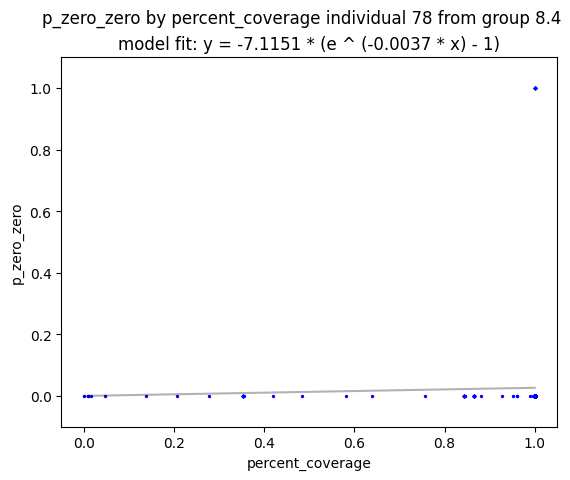 p_zero_zero by percent_coverage individual 78 from group 8.4
model fit: y = -7.1151 * (e ^ (-0.0037 * x) - 1)
1.0
0.8
0.6
0.4
0.2
0.0
p_zero_zero
0.0 0.2 0.4 0.6 0.8 1.0
percent_coverage